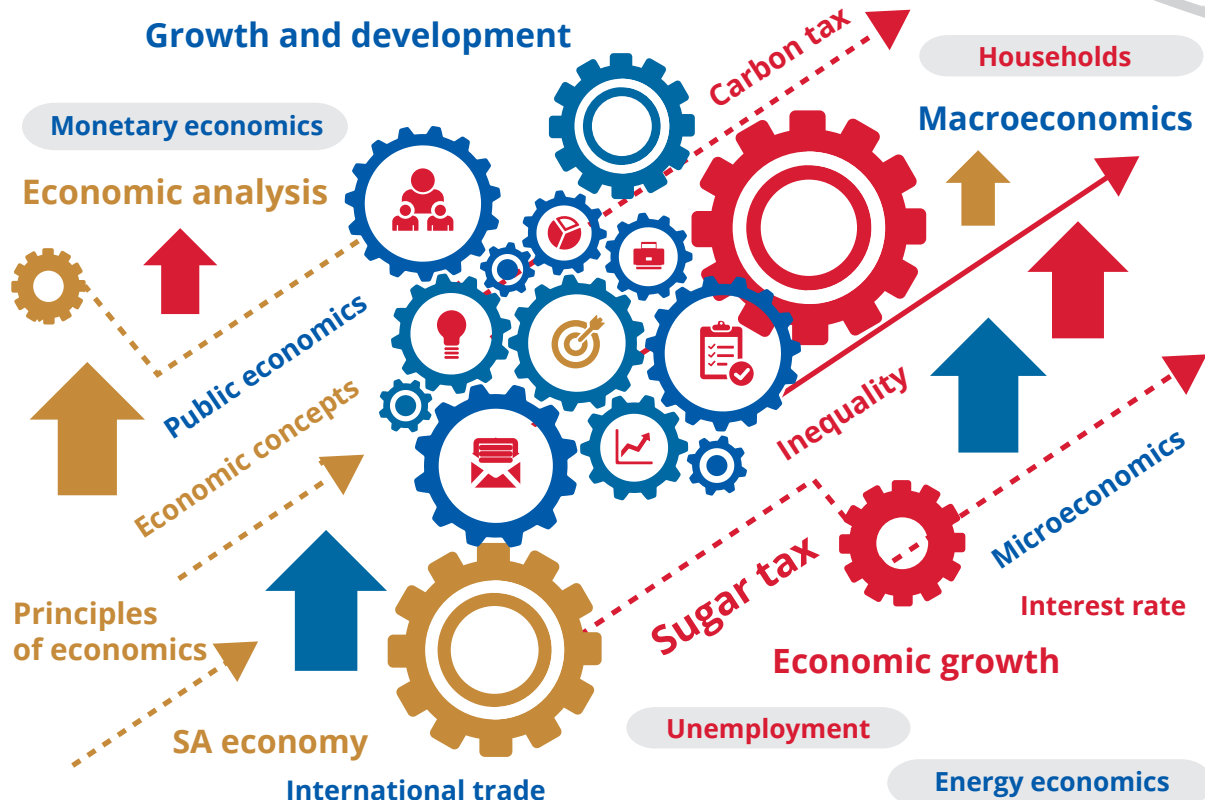 Growth and development
Carbon tax
Households
Monetary economics
Macroeconomics
Economic analysis
Public economics
Economic concepts
Inequality
Microeconomics
Sugar tax
Principles
of economics
Interest rate
Economic growth
Unemployment
SA economy
Energy economics
International trade